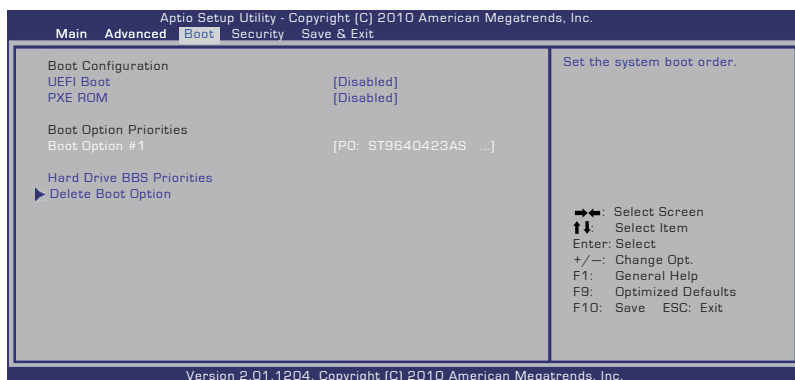 Aptio Setup Utility - Copyright (C) 2010 American Megatrends, Inc.
Main Advanced Boot Security Save & Exit
Boot Configuration
UEFI Boot [Disabled]
PXE ROM [Disabled]
Boot Option Priorities
Boot Option #1 [P0: ST9640423AS ...]
Hard Drive BBS Priorities
Delete Boot Option
Set the system boot order.
→←: Select Screen
↑↓: Select Item
Enter: Select
+/—: Change Opt.
F1: General Help
F9: Optimized Defaults
F10: Save ESC: Exit
Version 2.01.1204. Copyright (C) 2010 American Megatrends, Inc.